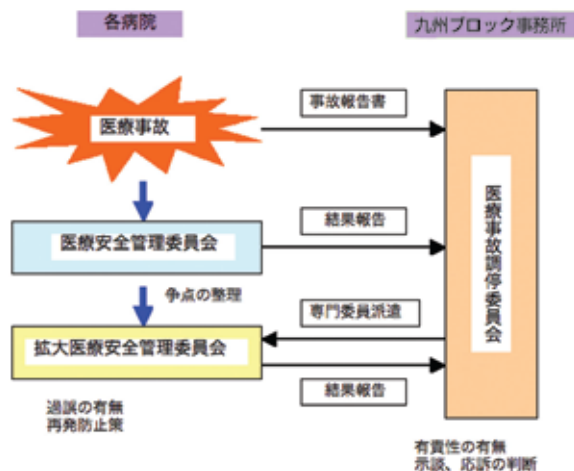 各病院
九州ブロック事務所
医療事故
事故報告書
医療安全管理委員会
結果報告
争点の整理
専門委員派遣
拡大医療安全管理委員会
結果報告
医療事故調停委員会
過誤の有無
再発防止策
有責性の有無
示談、応訴の判断